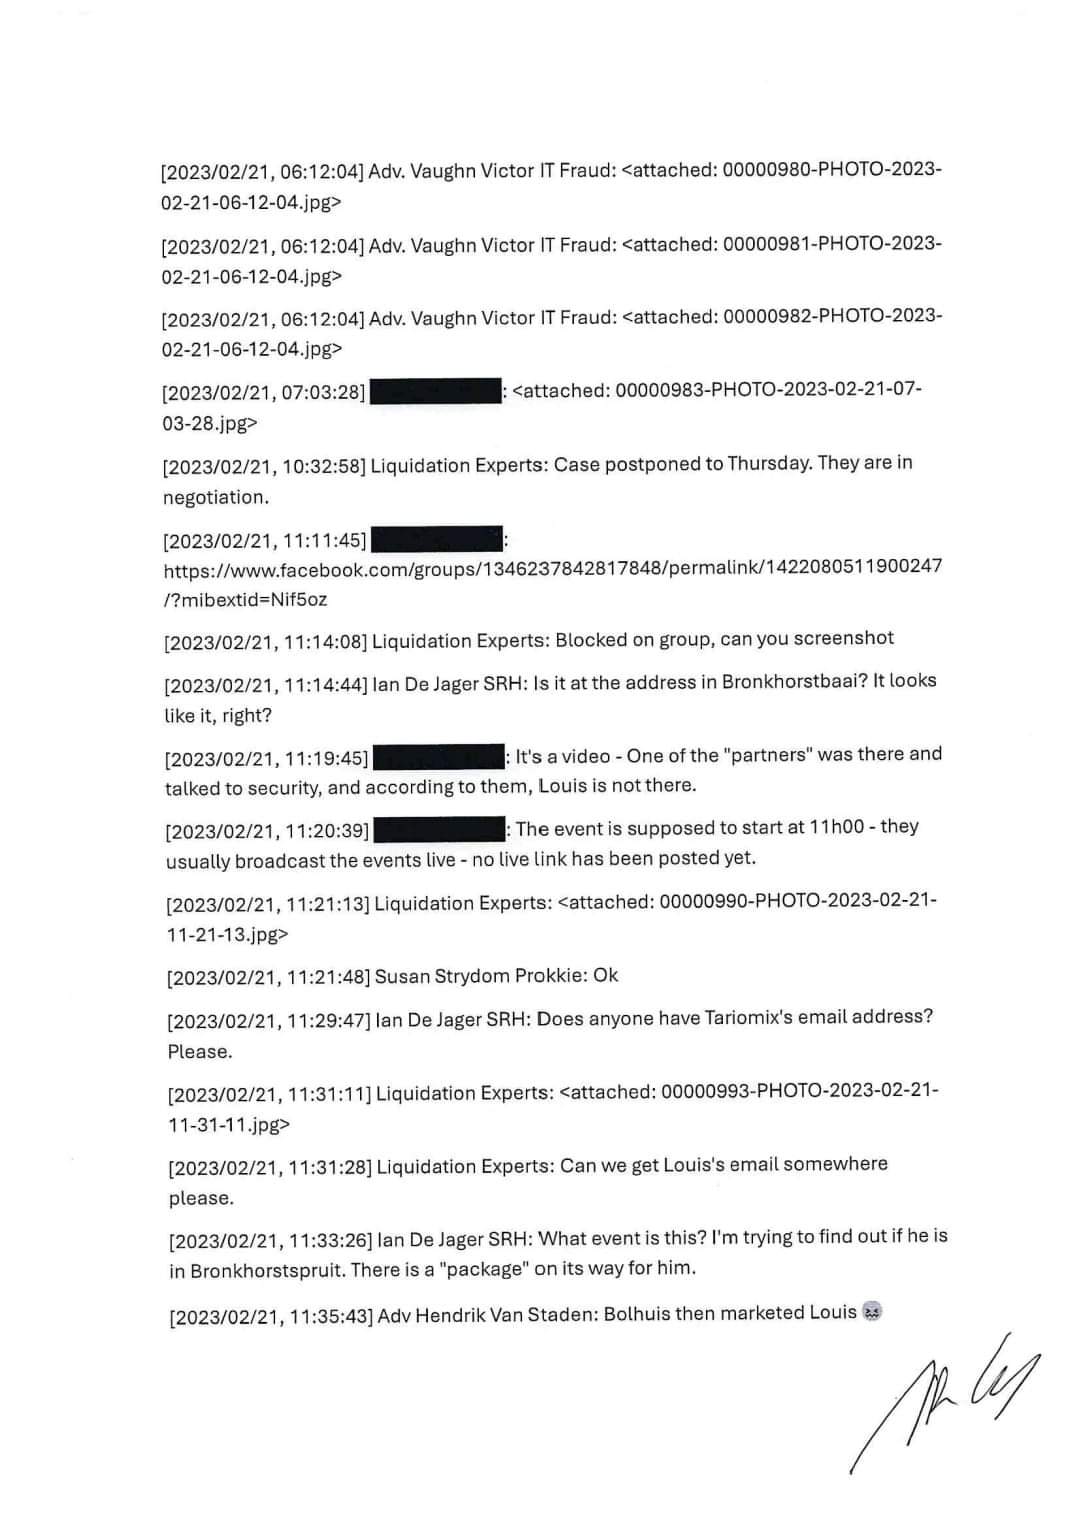 [2023/02/21, 06:12:04] Adv. Vaughn Victor IT Fraud: <attached: 00000980-PHOTO-2023-
02-21-06-12-04.jpg>
[2023/02/21, 06:12:04] Adv. Vaughn Victor IT Fraud: <attached: 00000981-PHOTO-2023-
02-21-06-12-04.jpg>
[2023/02/21, 06:12:04] Adv. Vaughn Victor IT Fraud: <attached: 00000982-PHOTO-2023-
02-21-06-12-04.jpg>
[2023/02/21, 07:03:28] : <attached: 00000983-PHOTO-2023-02-21-07-
03-28.jpg>
[2023/02/21, 10:32:58] Liquidation Experts: Case postponed to Thursday. They are in
negotiation.
[2023/02/21, 11:11:45] :
https://www.facebook.com/groups/1346237842817848/permalink/1422080511900247
/?mibextid=Nif5oz
[2023/02/21, 11:14:08] Liquidation Experts: Blocked on group, can you screenshot
[2023/02/21, 11:14:44] Ian De Jager SRH: Is it at the address in Bronkhorstbaai? It looks
like it, right?
[2023/02/21, 11:19:45] : It's a video - One of the "partners" was there and
talked to security, and according to them, Louis is not there.
[2023/02/21, 11:20:39] : The event is supposed to start at 11h00 - they
usually broadcast the events live - no live link has been posted yet.
[2023/02/21, 11:21:13] Liquidation Experts: <attached: 00000990-PHOTO-2023-02-21-
11-21-13.jpg>
[2023/02/21, 11:21:48] Susan Strydom Prokkie: Ok
[2023/02/21, 11:29:47] Ian De Jager SRH: Does anyone have Tariomix's email address?
Please.
[2023/02/21, 11:31:11] Liquidation Experts: <attached: 00000993-PHOTO-2023-02-21-
11-31-11.jpg>
[2023/02/21, 11:31:28] Liquidation Experts: Can we get Louis's email somewhere
please.
[2023/02/21, 11:33:26] Ian De Jager SRH: What event is this? I'm trying to find out if he is
in Bronkhorstspruit. There is a "package" on its way for him.
[2023/02/21, 11:35:43] Adv Hendrik Van Staden: Bolhuis then marketed Louis 😖